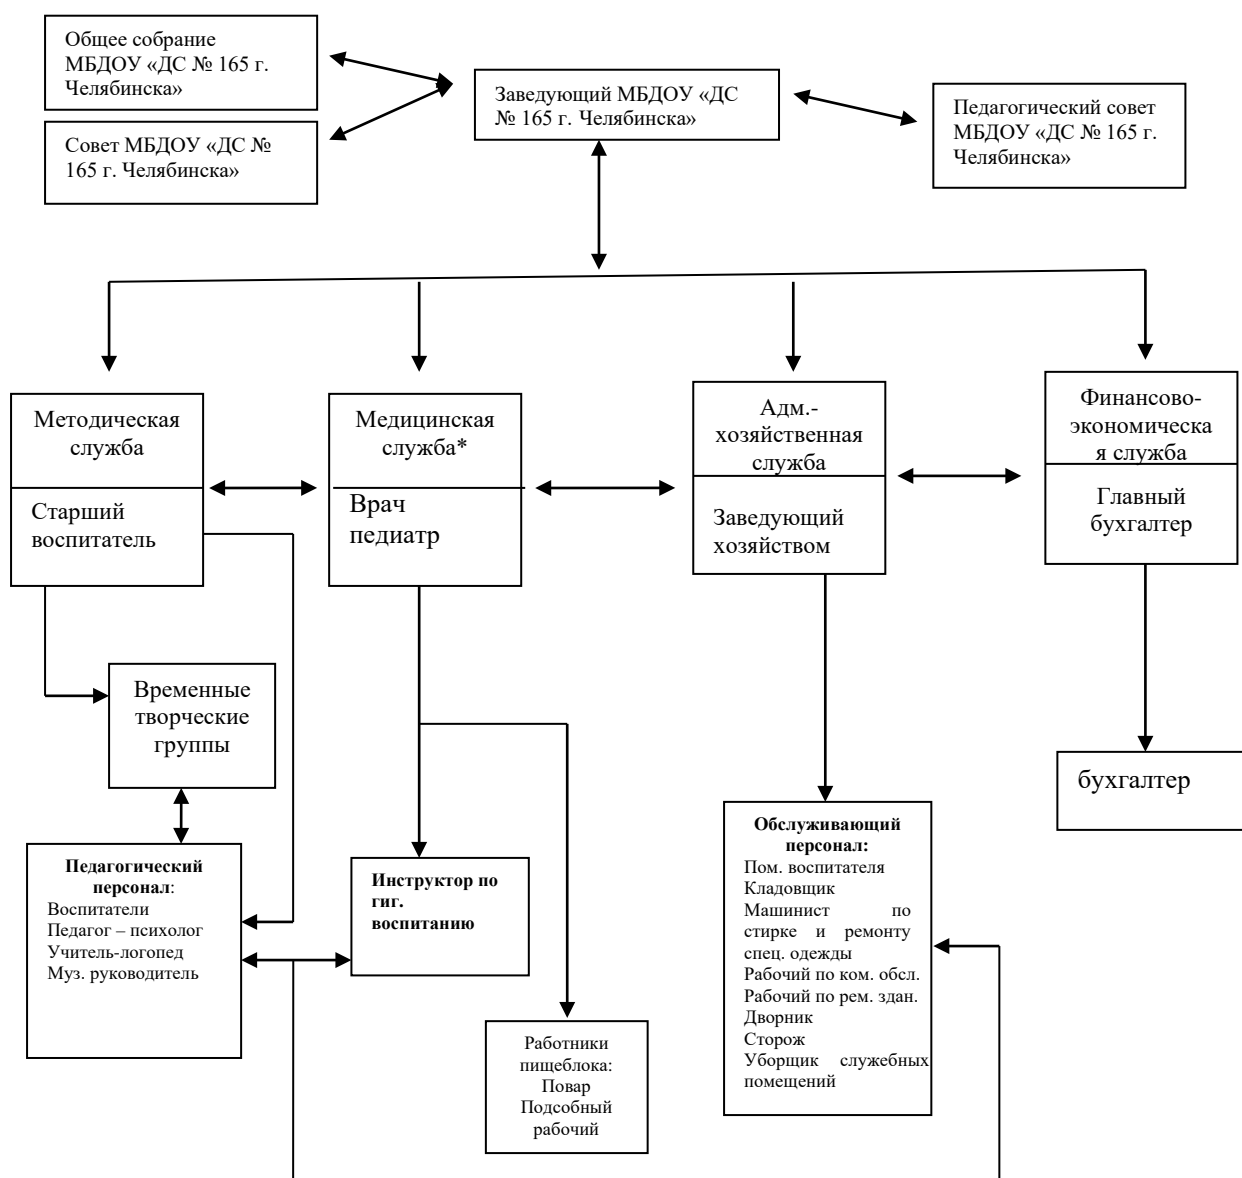 Общее собрание
МБДОУ «ДС № 165 г.
Челябинска»
Заведующий МБДОУ «ДС
№ 165 г. Челябинска»
Педагогический совет
МБДОУ «ДС № 165 г.
Челябинска»
Совет МБДОУ «ДС №
165 г. Челябинска»
Методическая
служба
Старший
воспитатель
Медицинская
служба*
Врач
педиатр
Адм.-
хозяйственная
служба
Заведующий
хозяйством
Финансово-
экономическа
я служба
Главный
бухгалтер
Временные
творческие
группы
бухгалтер
Педагогический
персонал:
Воспитатели
Педагог – психолог
Учитель-логопед
Муз. руководитель
Инструктор по
гиг.
воспитанию
Работники
пищеблока:
Повар
Подсобный
рабочий
Обслуживающий
персонал:
Пом. воспитателя
Кладовщик
Машинист по
стирке и ремонту
спец. одежды
Рабочий по ком. обсл.
Рабочий по рем. здан.
Дворник
Сторож
Уборщик служебных
помещений